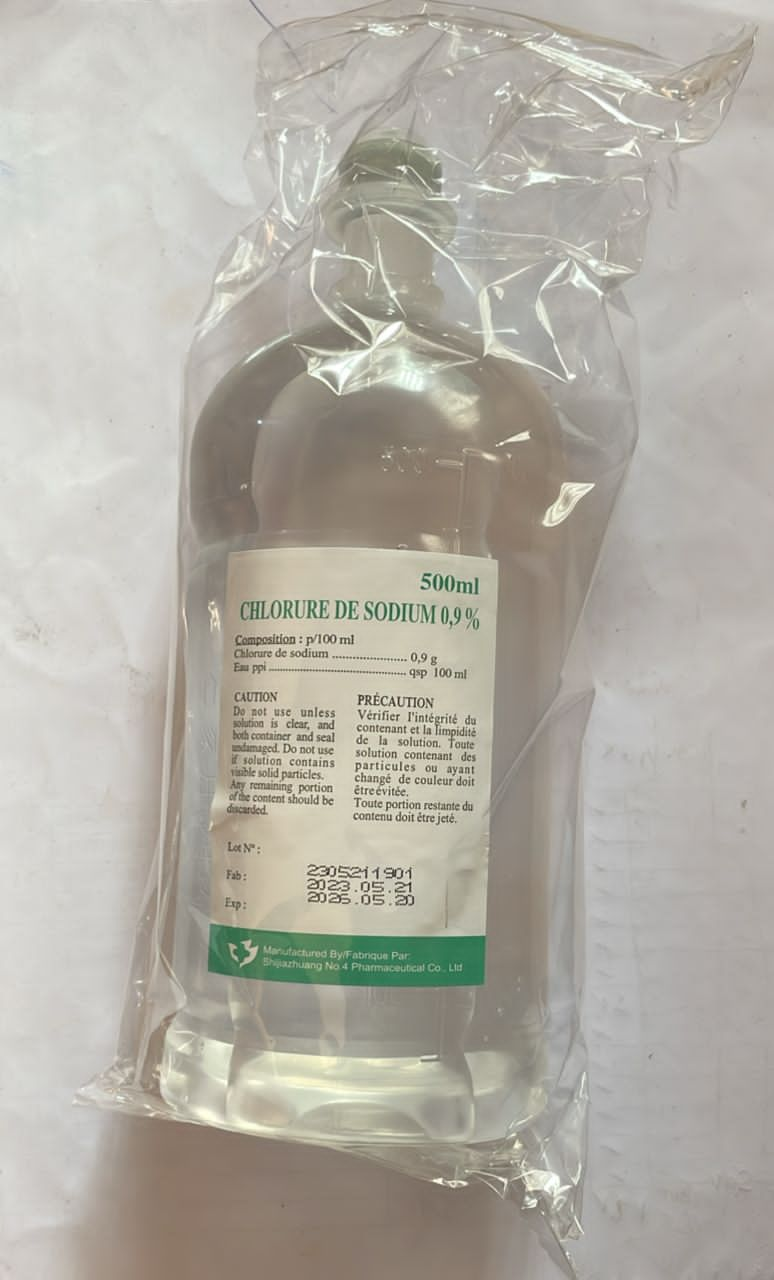 500ml
CHLORURE DE SODIUM 0,9%
Composition : p/100 ml
Chlorure de sodium ...................... 0,9 g
Eau ppi ......................................... qsp 100 ml
CAUTION
Do not use unless
solution is clear, and
both container and seal
undamaged. Do not use
if solution contains
visible solid particles.
Any remaining portion
of the content should be
discarded.
PRÉCAUTION
Vérifier l'intégrité du
contenant et la limpidité
de la solution. Toute
solution contenant des
particules ou ayant
changé de couleur doit
être évitée.
Toute portion restante du
contenu doit être jeté.
Lot N° : 2305211901
Fab : 2023.05.21
Exp : 2026.05.20
Manufactured By/Fabrique Par:
Shijiazhuang No.4 Pharmaceutical Co., Ltd